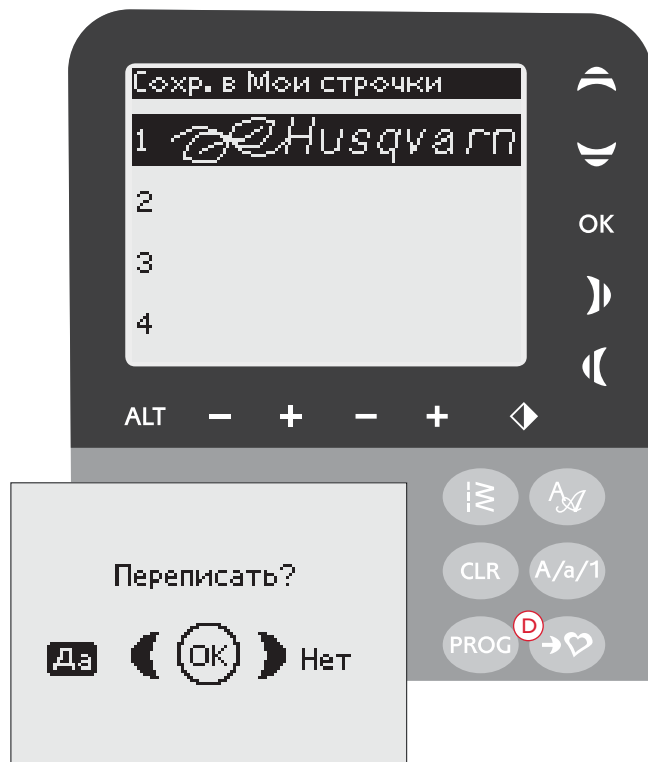 Сохр. в Мои строчки
1 Husqvarn
2
OK
3
4
ALT − + − +
A
CLR A/a/1
Переписать?
D
PROG
Да OK Нет